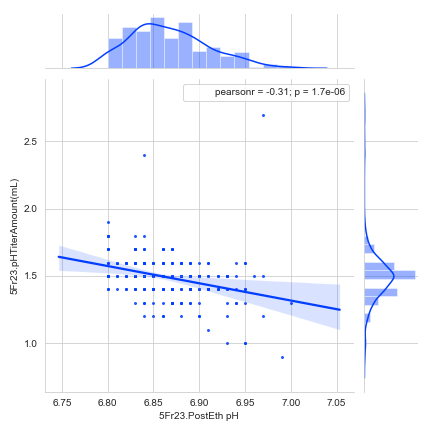 pearsonr = -0.31; p = 1.7e-06
2.5
2.0
1.5
1.0
5Fr23.pHTiterAmount(mL)
6.75 6.80 6.85 6.90 6.95 7.00 7.05
5Fr23.PostEth pH